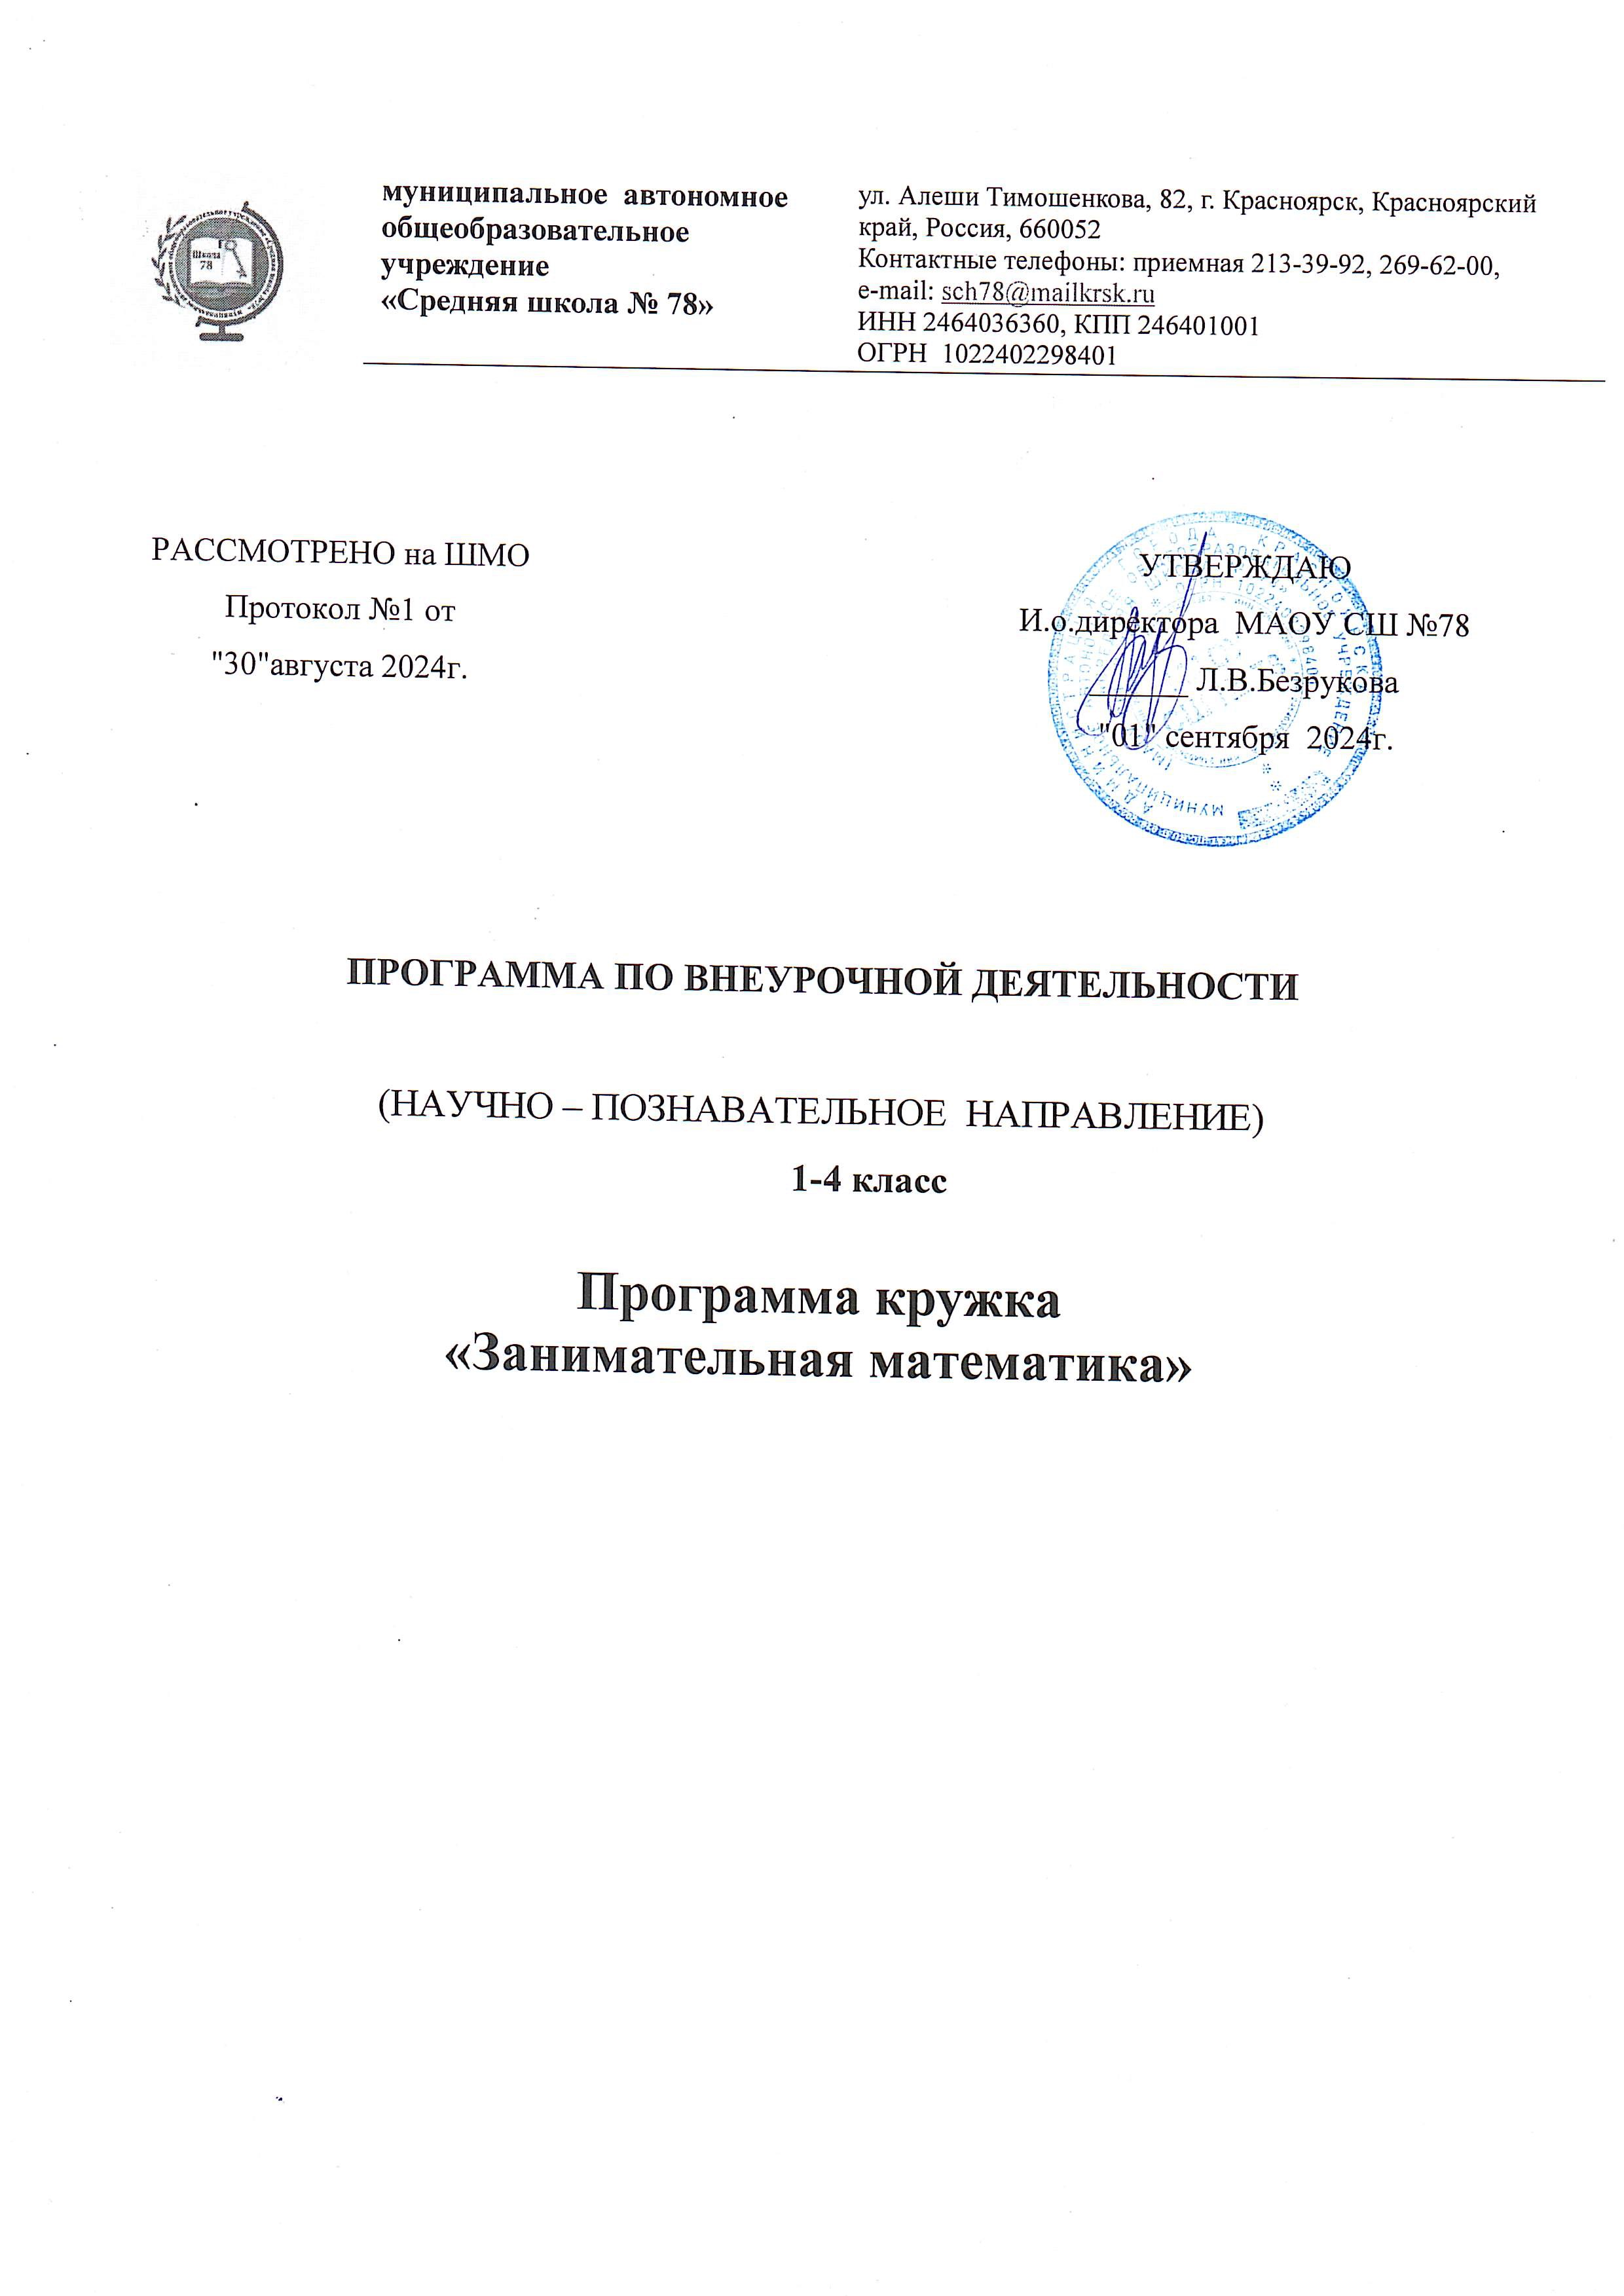 Школа
78
муниципальное автономное
общеобразовательное
учреждение
«Средняя школа № 78»
ул. Алеши Тимошенкова, 82, г. Красноярск, Красноярский
край, Россия, 660052
Контактные телефоны: приемная 213-39-92, 269-62-00,
e-mail: sch78@mailkrsk.ru
ИНН 2464036360, КПП 246401001
ОГРН 1022402298401
РАССМОТРЕНО на ШМО
Протокол №1 от
"30"августа 2024г.
УТВЕРЖДАЮ
И.о.директора МАОУ СШ №78
Л.В.Безрукова
"01" сентября 2024г.
ПРОГРАММА ПО ВНЕУРОЧНОЙ ДЕЯТЕЛЬНОСТИ
(НАУЧНО – ПОЗНАВАТЕЛЬНОЕ НАПРАВЛЕНИЕ)
1-4 класс
Программа кружка
«Занимательная математика»